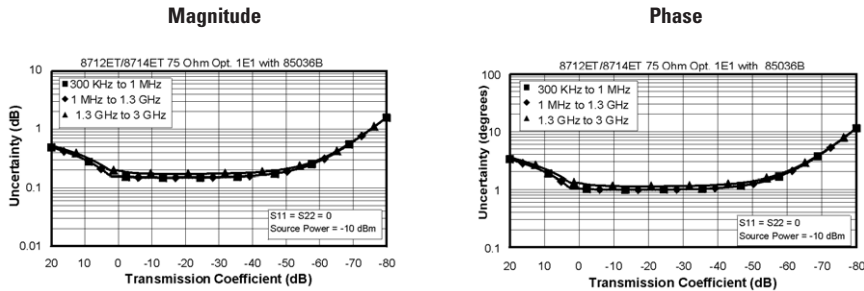 Magnitude
8712ET/8714ET 75 Ohm Opt. 1E1 with 85036B
10
1
0.1
0.01
Uncertainty (dB)
300 KHz to 1 MHz
1 MHz to 1.3 GHz
1.3 GHz to 3 GHz
S11 = S22 = 0
Source Power = -10 dBm
20 10 0 -10 -20 -30 -40 -50 -60 -70 -80
Transmission Coefficient (dB)
Phase
8712ET/8714ET 75 Ohm Opt. 1E1 with 85036B
100
10
1
0.1
Uncertainty (degrees)
300 KHz to 1 MHz
1 MHz to 1.3 GHz
1.3 GHz to 3 GHz
S11 = S22 = 0
Source Power = -10 dBm
20 10 0 -10 -20 -30 -40 -50 -60 -70 -80
Transmission Coefficient (dB)